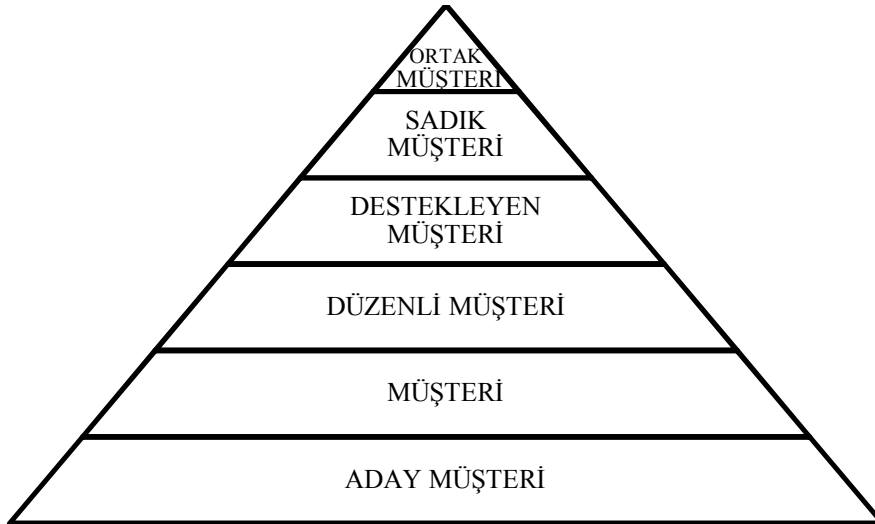 ORTAK
MÜŞTERİ
SADIK
MÜŞTERİ
DESTEKLEYEN
MÜŞTERİ
DÜZENLİ MÜŞTERİ
MÜŞTERİ
ADAY MÜŞTERİ